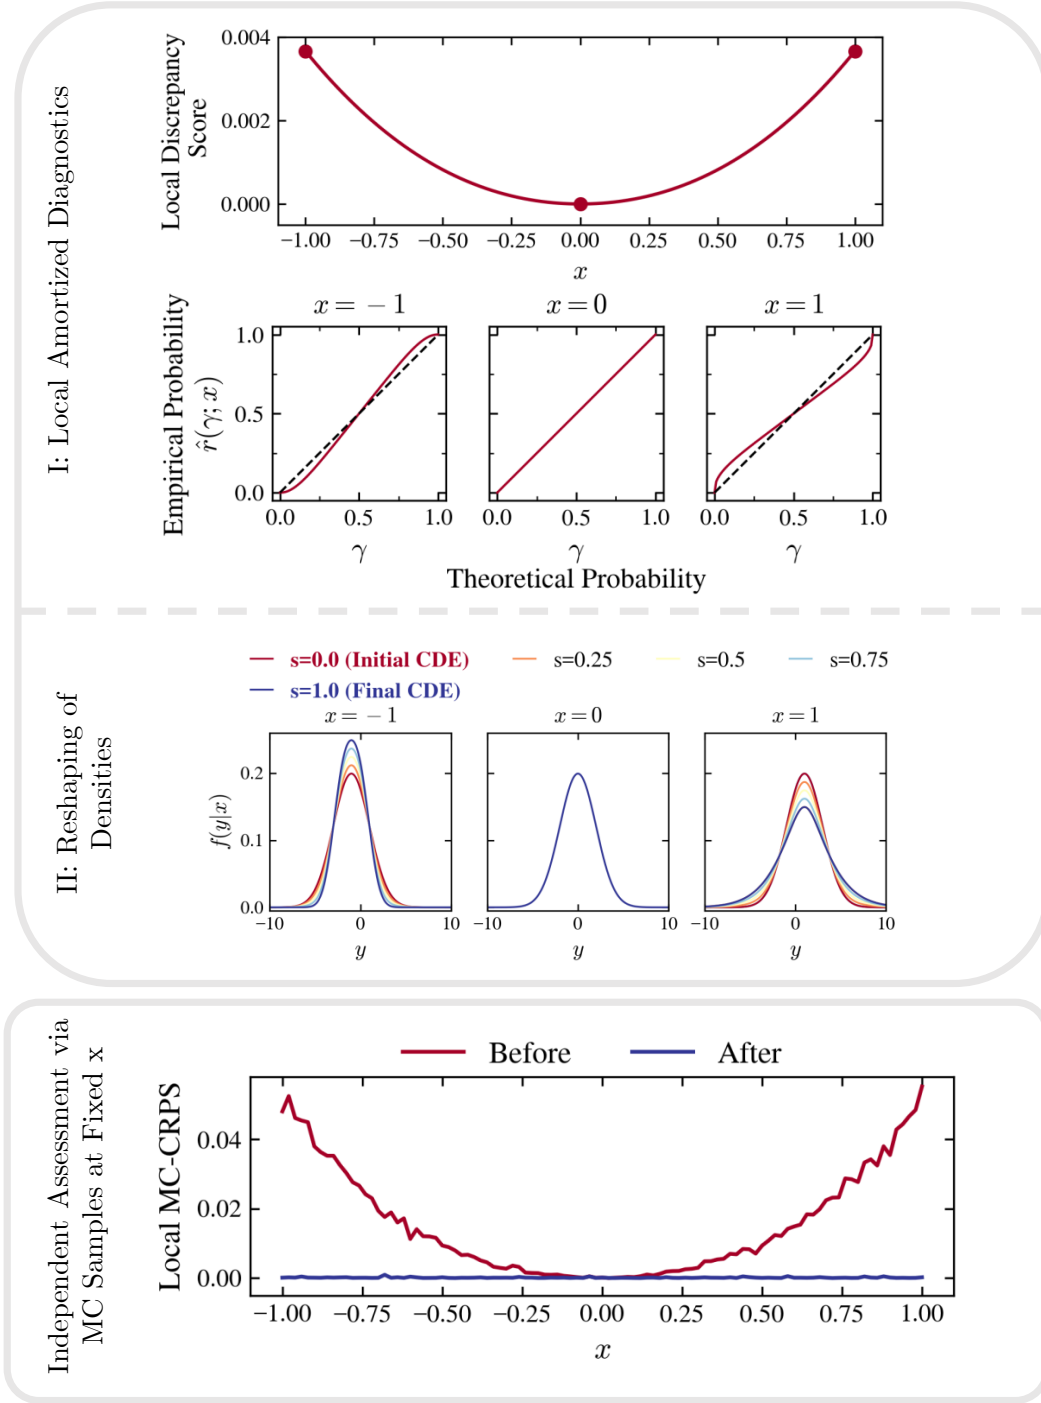 I: Local Amortized Diagnostics
Local Discrepancy
Score
0.004
0.002
0.000
−1.00 −0.75 −0.50 −0.25 0.00 0.25 0.50 0.75 1.00
x
Empirical Probability
r̂(γ; x)
x = − 1
x = 0
x = 1
1.0
0.5
0.0
0.0 0.5 1.0
0.0 0.5 1.0
0.0 0.5 1.0
γ
γ
γ
Theoretical Probability
II: Reshaping of
Densities
s=0.0 (Initial CDE)
s=0.25
s=0.5
s=0.75
s=1.0 (Final CDE)
x = − 1
x = 0
x = 1
f(y|x)
0.2
0.1
0.0
−10 0 10
−10 0 10
−10 0 10
y
y
y
Independent Assessment via
MC Samples at Fixed x
Before
After
Local MC-CRPS
0.04
0.02
0.00
−1.00 −0.75 −0.50 −0.25 0.00 0.25 0.50 0.75 1.00
x